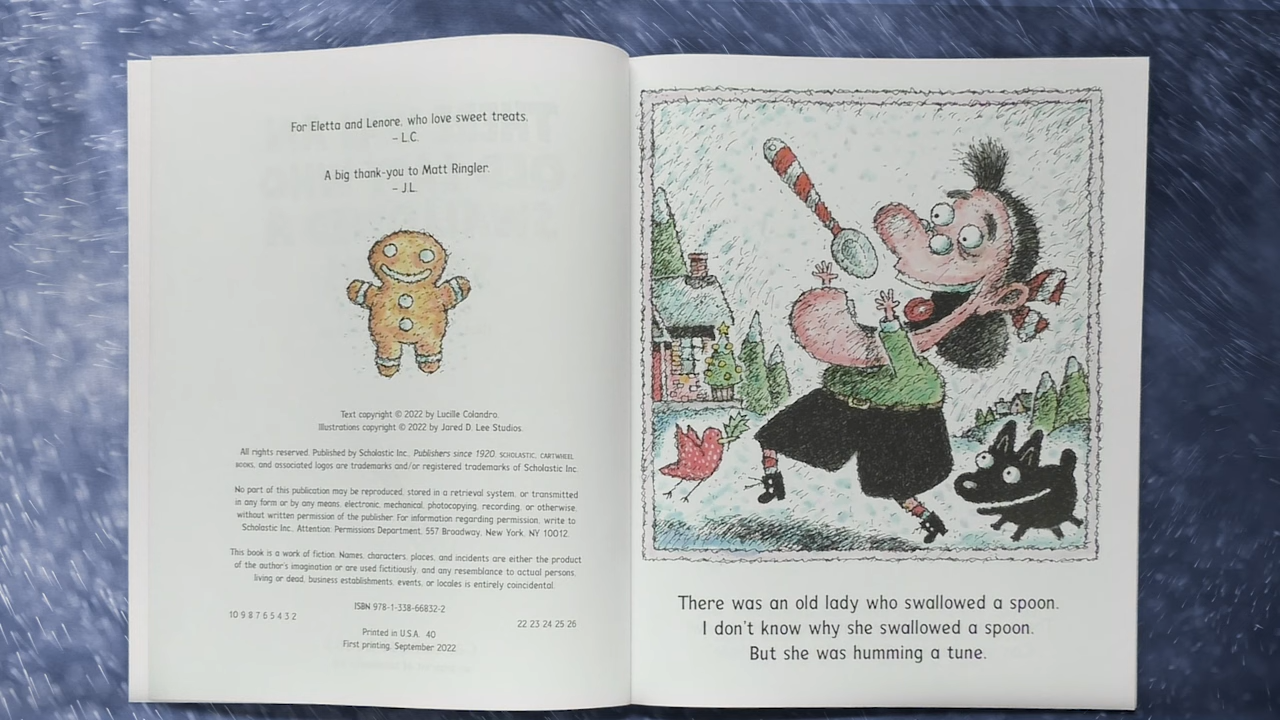 For Eletta and Lenore, who love sweet treats.
– L.C.
A big thank-you to Matt Ringler.
– J.L.
Text copyright © 2022 by Lucille Colandro.
Illustrations copyright © 2022 by Jared D. Lee Studios.
All rights reserved. Published by Scholastic Inc., Publishers since 1920. SCHOLASTIC, CARTWHEEL
BOOKS, and associated logos are trademarks and/or registered trademarks of Scholastic Inc.
No part of this publication may be reproduced, stored in a retrieval system, or transmitted
in any form or by any means, electronic, mechanical, photocopying, recording, or otherwise,
without written permission of the publisher. For information regarding permission, write to
Scholastic Inc., Attention: Permissions Department, 557 Broadway, New York, NY 10012.
This book is a work of fiction. Names, characters, places, and incidents are either the product
of the author's imagination or are used fictitiously, and any resemblance to actual persons,
living or dead, business establishments, events, or locales is entirely coincidental.
ISBN 978-1-338-66832-2
10 9 8 7 6 5 4 3 2
22 23 24 25 26
Printed in U.S.A. 40
First printing, September 2022
There was an old lady who swallowed a spoon.
I don't know why she swallowed a spoon.
But she was humming a tune.